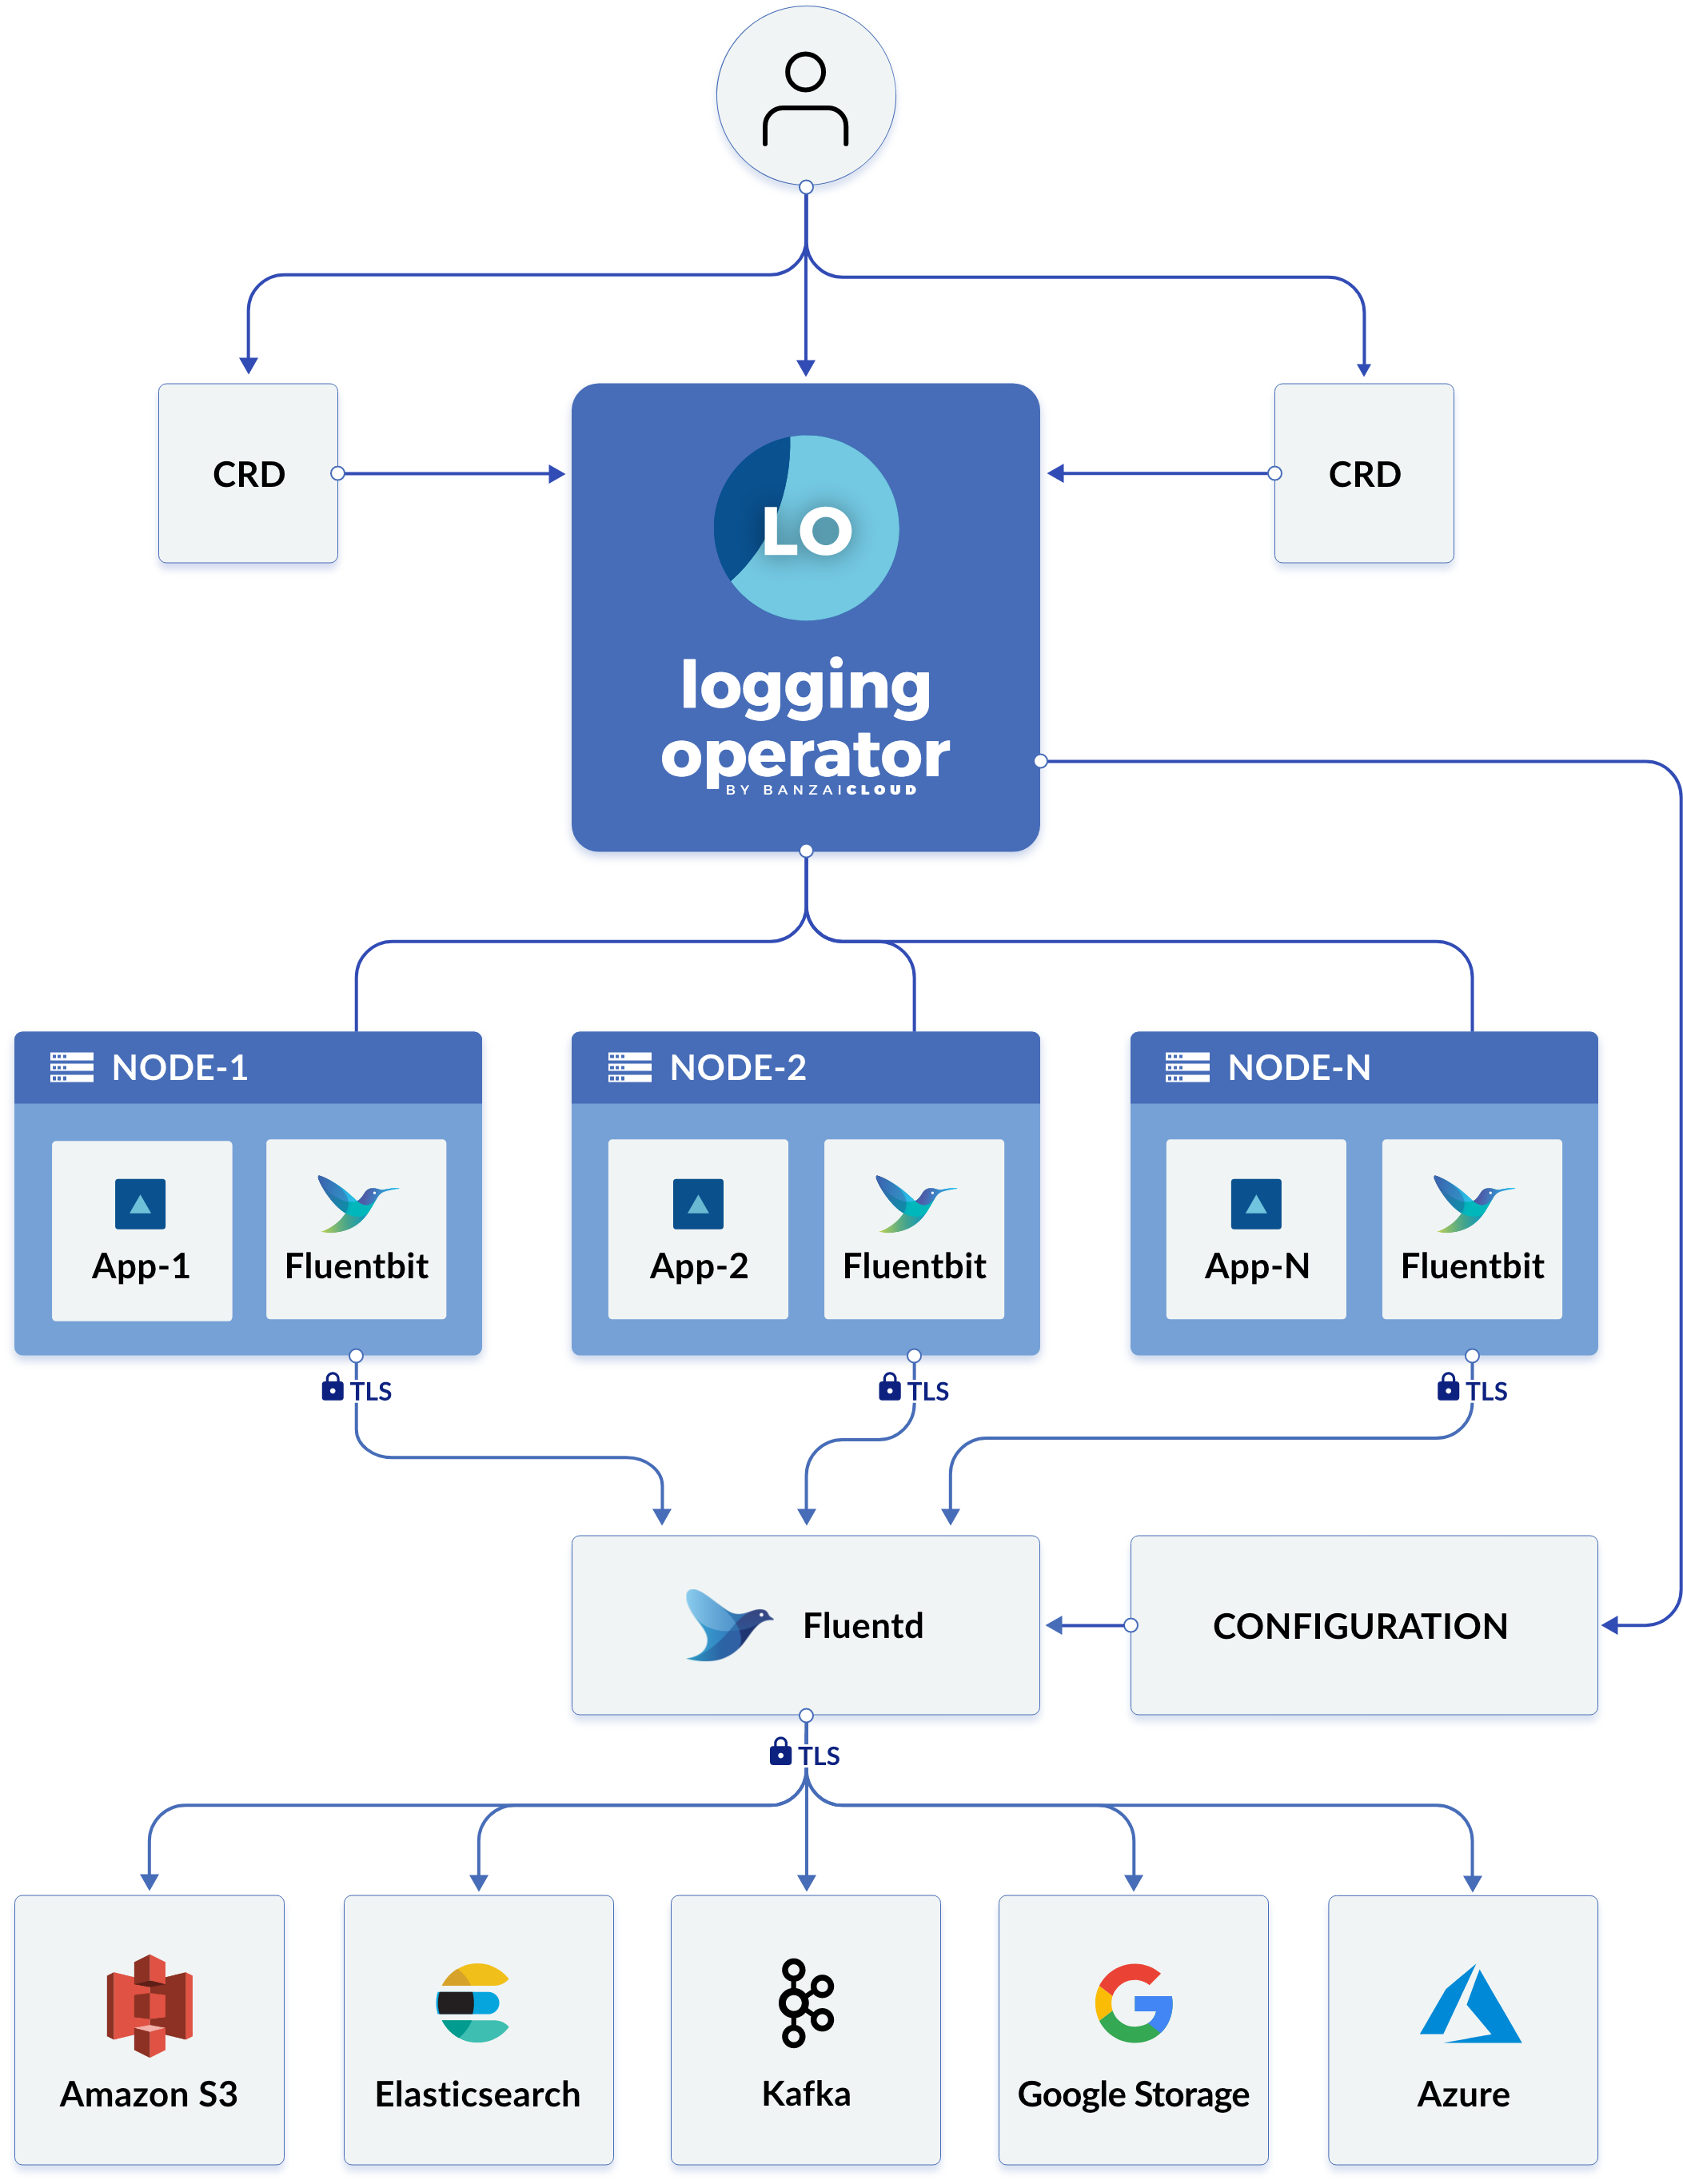 CRD
LO
CRD
logging
operator
BY BANZAICLOUD
NODE-1
NODE-2
NODE-N
App-1
Fluentbit
App-2
Fluentbit
App-N
Fluentbit
TLS
TLS
TLS
Fluentd
CONFIGURATION
TLS
Amazon S3
Elasticsearch
Kafka
Google Storage
Azure